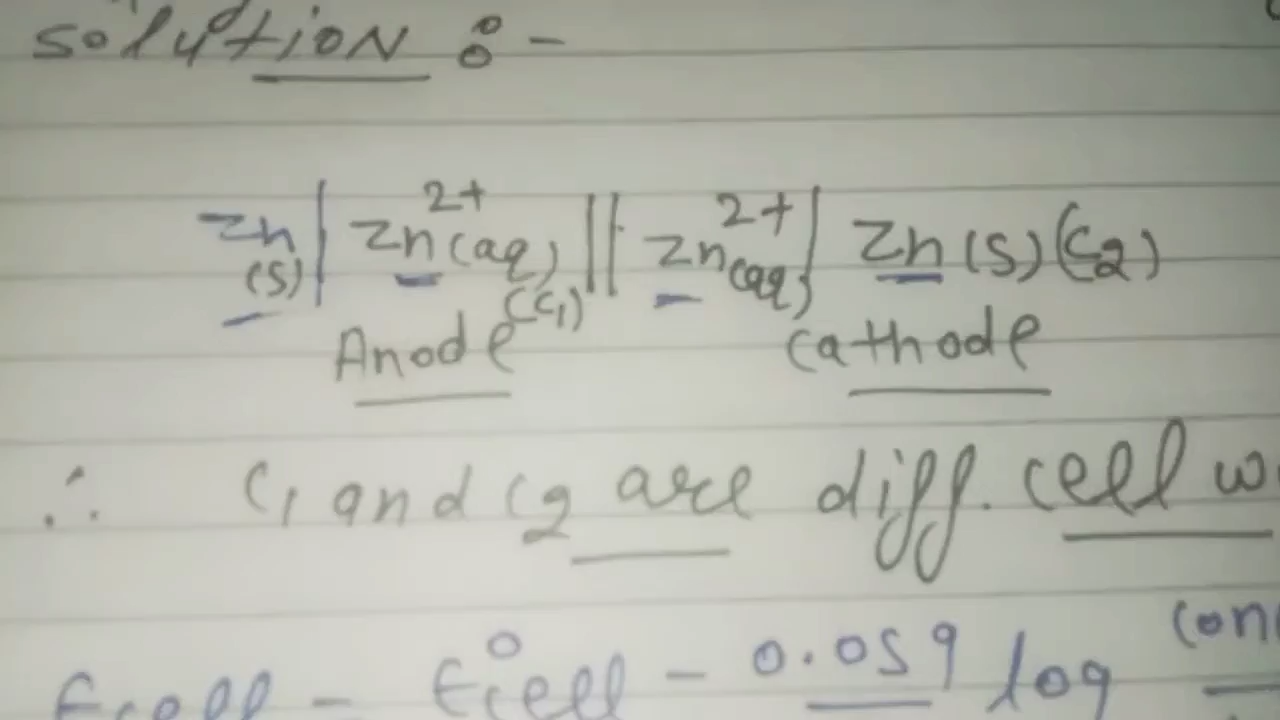 Solution :-
Zn(s) | Zn²⁺(aq)(C₁) || Zn²⁺(aq) | Zn(s)(C₂)
Anode Cathode
∴ C₁ and C₂ are diff. cell
Ecell = E°cell - 0.059 log